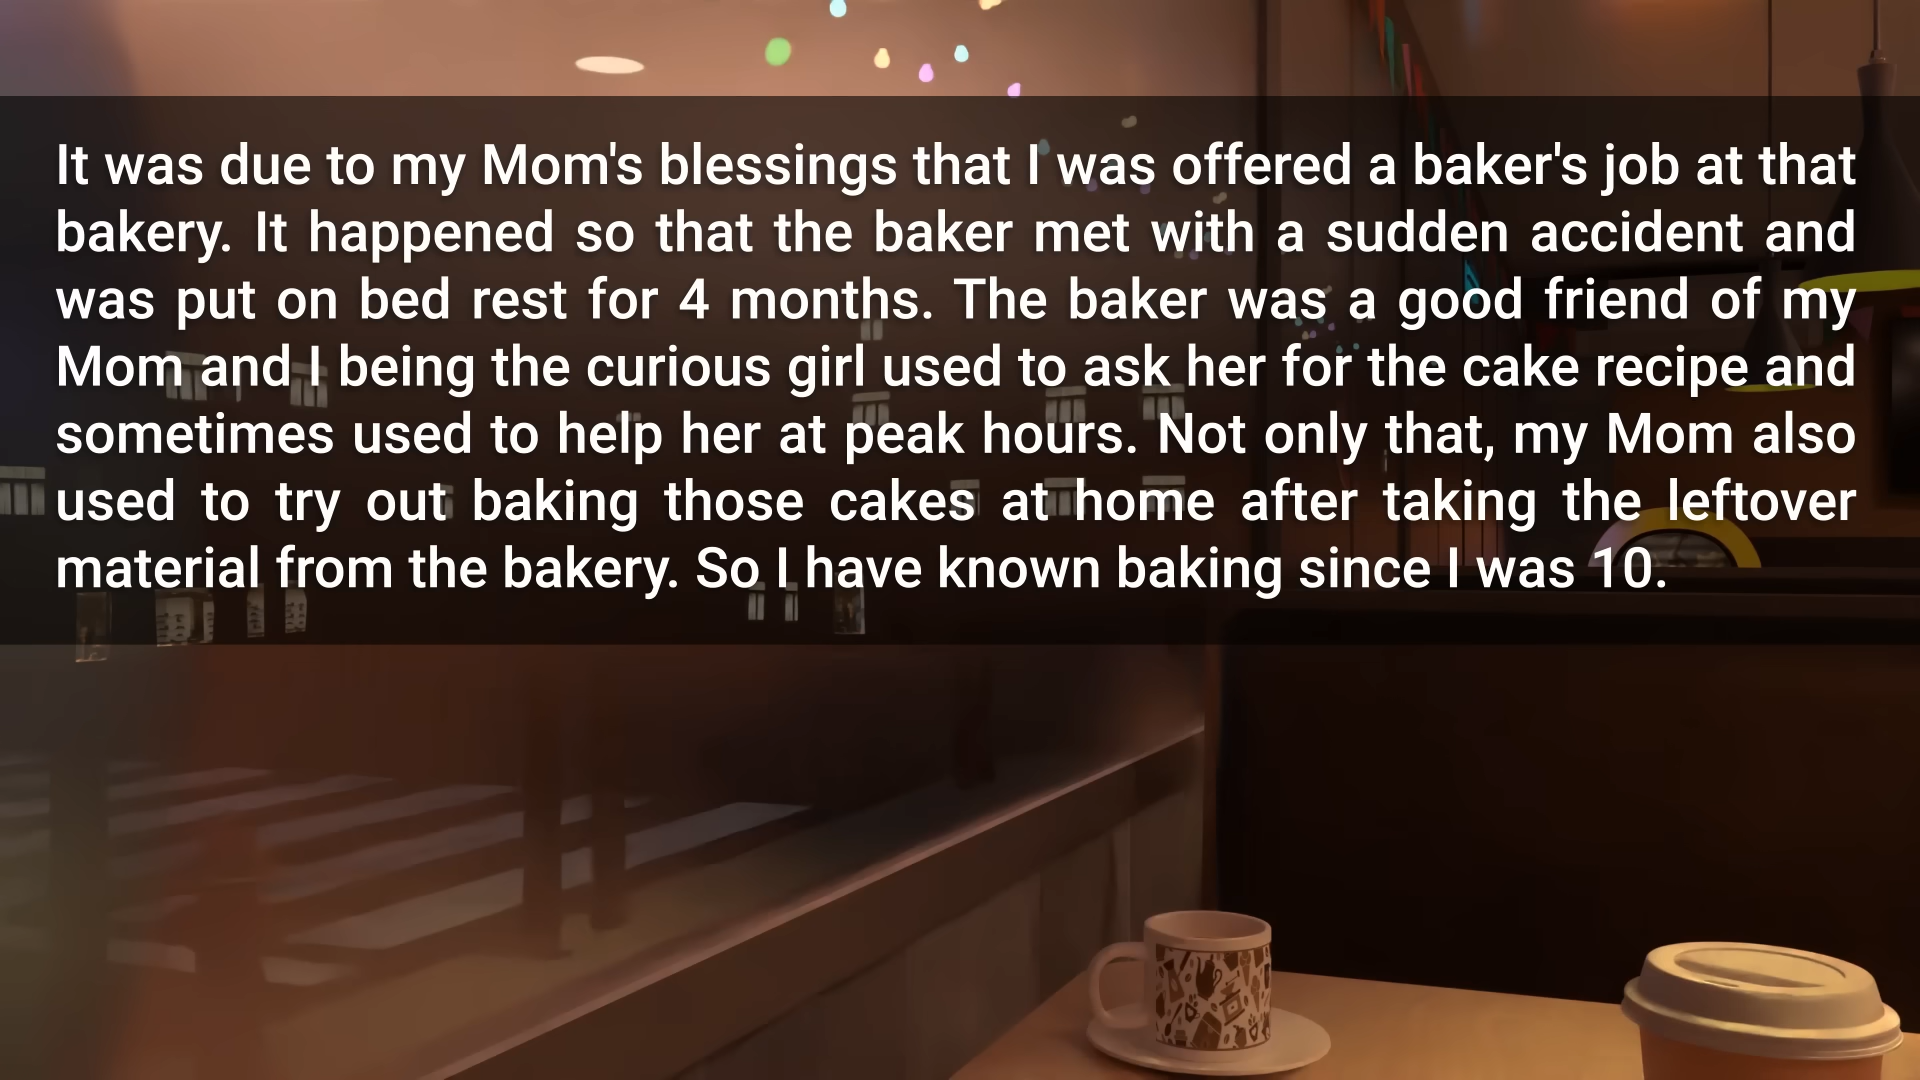 It was due to my Mom's blessings that I was offered a baker's job at that
bakery. It happened so that the baker met with a sudden accident and
was put on bed rest for 4 months. The baker was a good friend of my
Mom and I being the curious girl used to ask her for the cake recipe and
sometimes used to help her at peak hours. Not only that, my Mom also
used to try out baking those cakes at home after taking the leftover
material from the bakery. So I have known baking since I was 10.